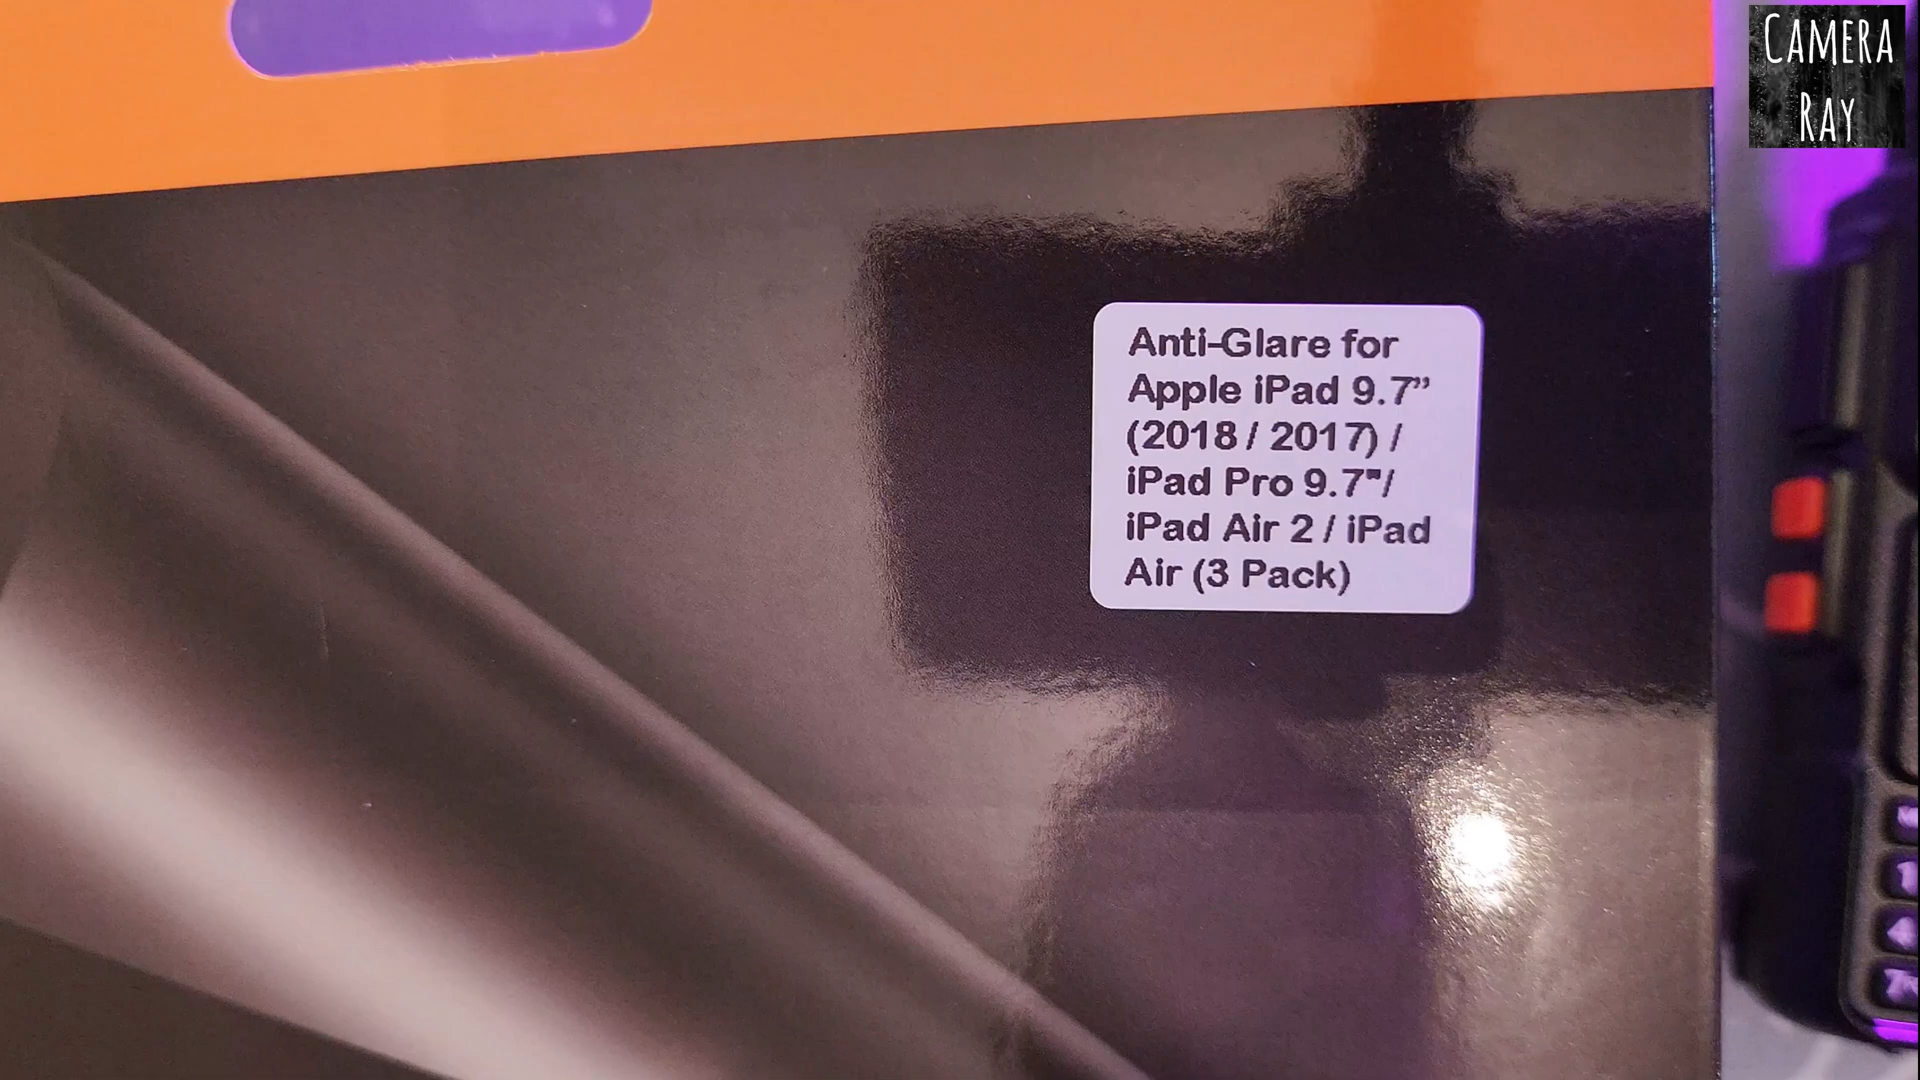 CAMERA
RAY
Anti-Glare for
Apple iPad 9.7”
(2018 / 2017) /
iPad Pro 9.7"/
iPad Air 2 / iPad
Air (3 Pack)